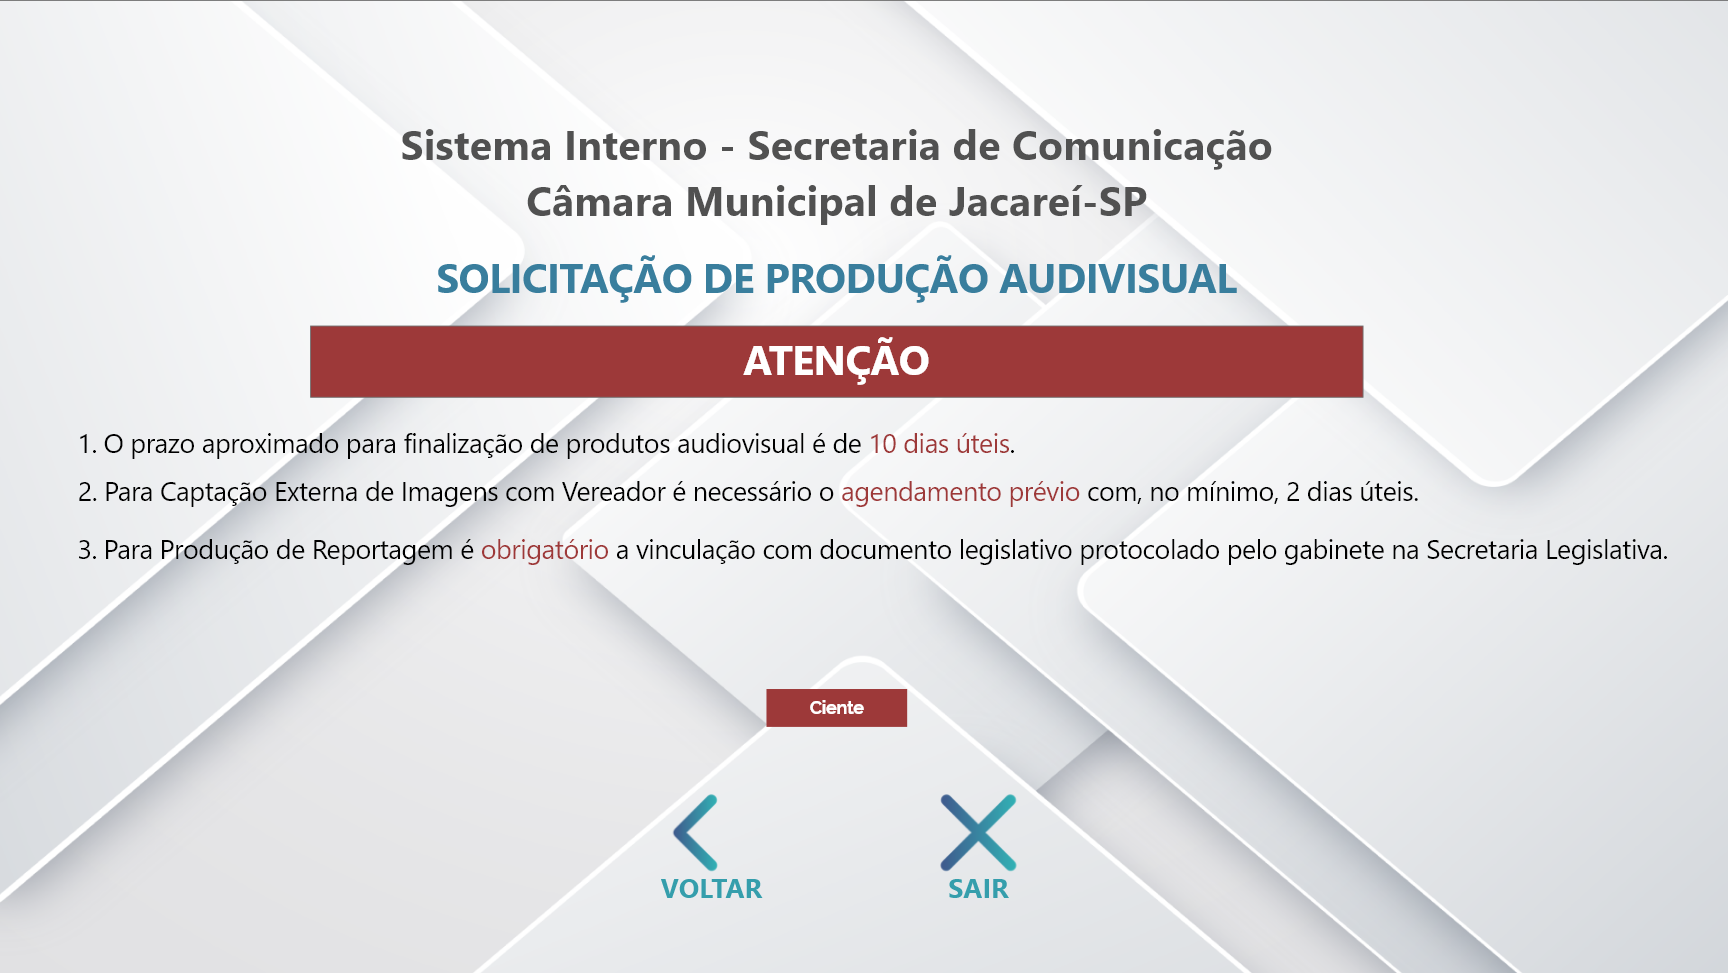 Sistema Interno - Secretaria de Comunicação
Câmara Municipal de Jacareí-SP
SOLICITAÇÃO DE PRODUÇÃO AUDIVISUAL
ATENÇÃO
1. O prazo aproximado para finalização de produtos audiovisual é de 10 dias úteis.
2. Para Captação Externa de Imagens com Vereador é necessário o agendamento prévio com, no mínimo, 2 dias úteis.
3. Para Produção de Reportagem é obrigatório a vinculação com documento legislativo protocolado pelo gabinete na Secretaria Legislativa.
Ciente
VOLTAR
SAIR